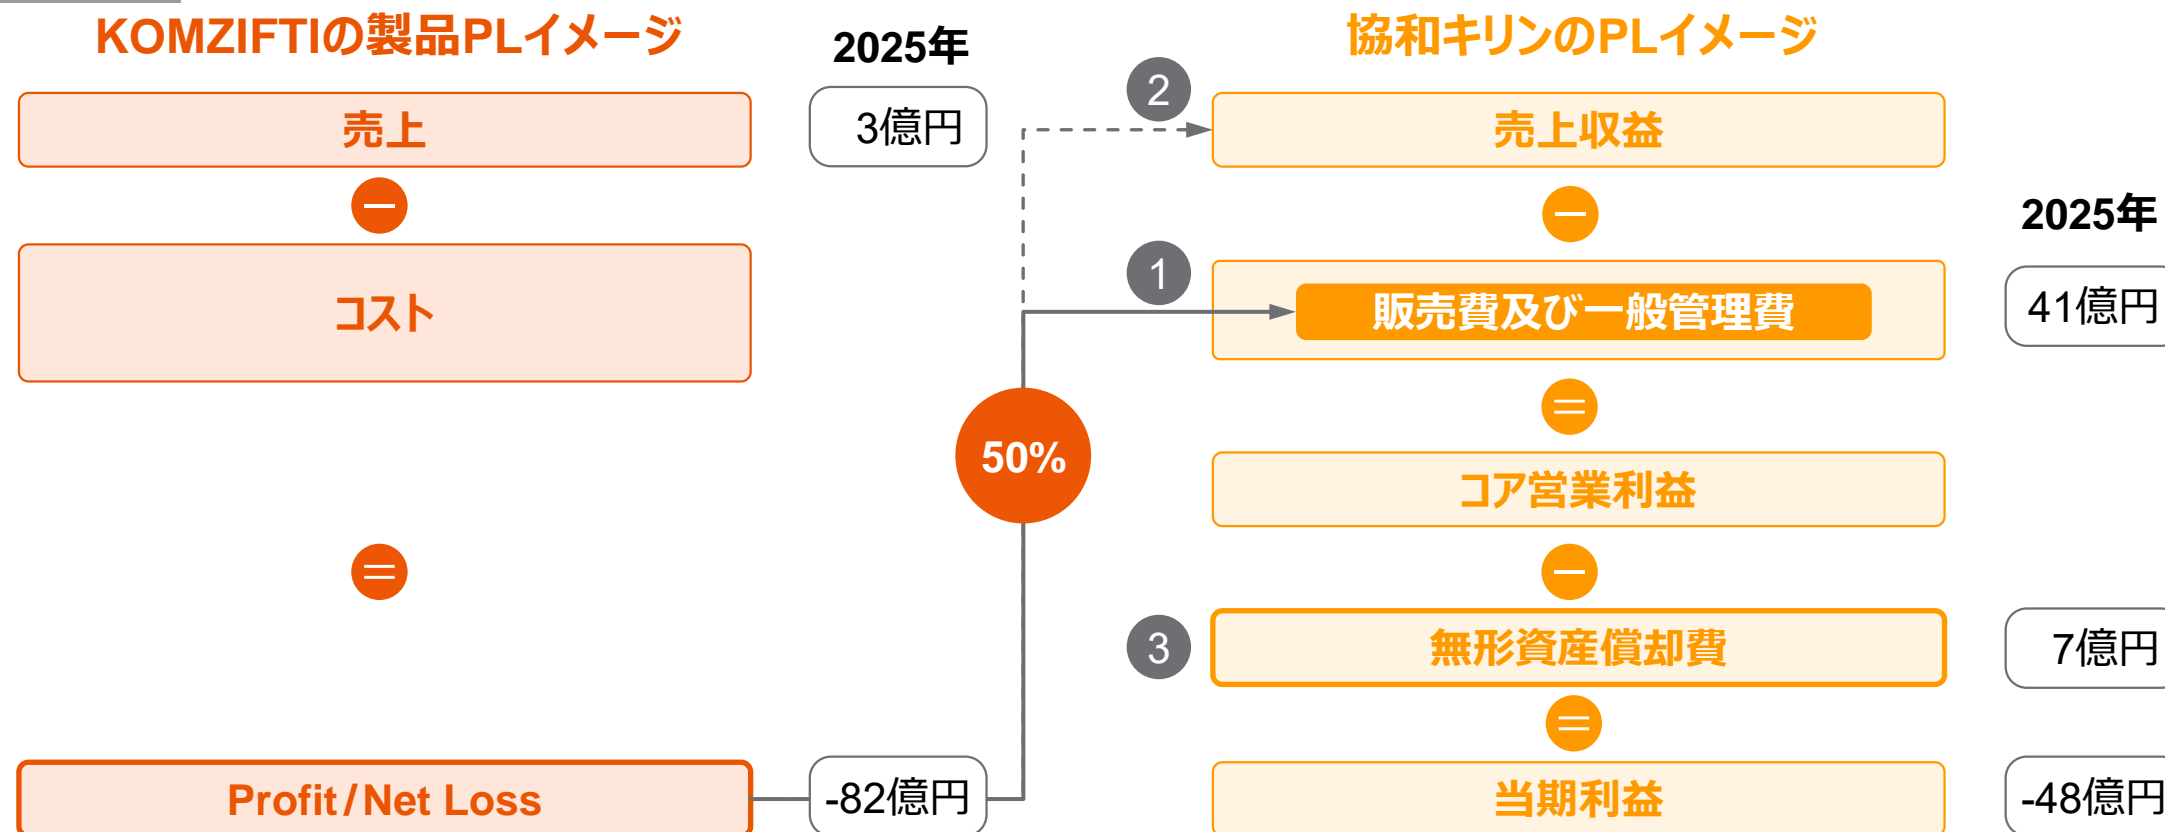 KOMZIFTIの製品PLイメージ
2025年
協和キリンのPLイメージ
売上
3億円
2
売上収益
2025年
コスト
1
販売費及び一般管理費
41億円
50%
コア営業利益
3
無形資産償却費
7億円
Profit/Net Loss
-82億円
当期利益
-48億円